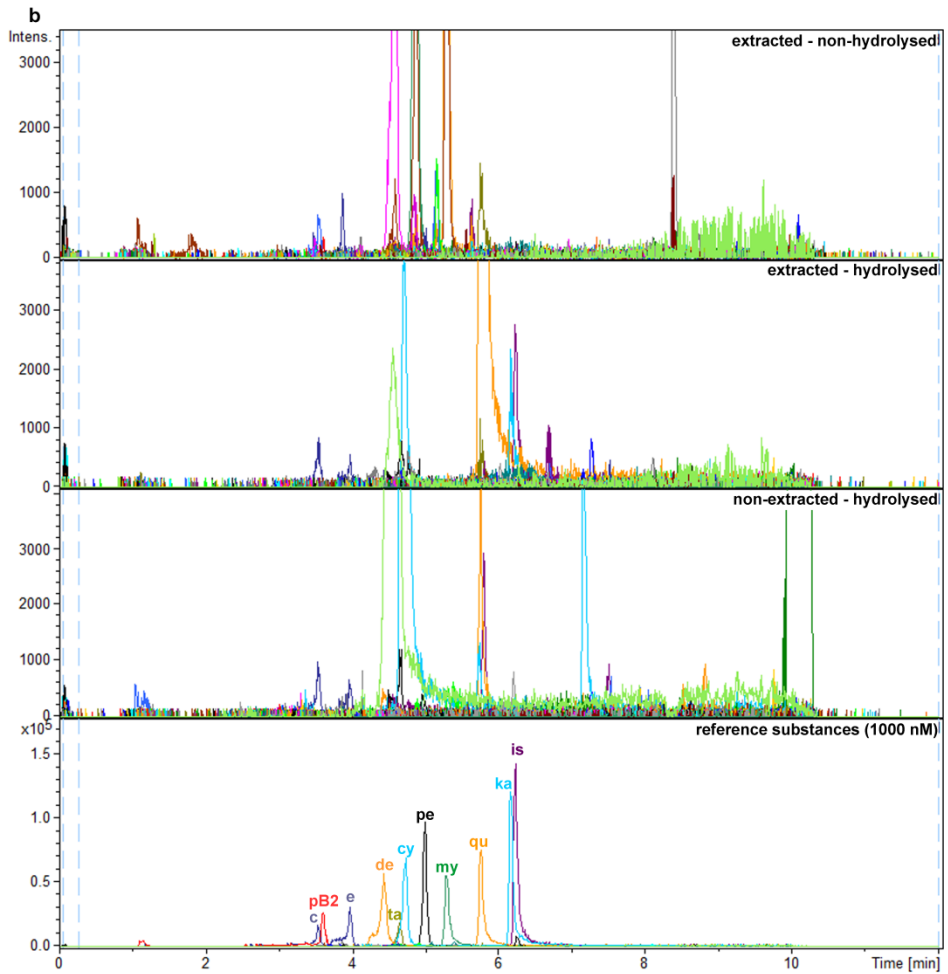 b
Intens.
extracted - non-hydrolysed
3000
2000
1000
0
extracted - hydrolysed
3000
2000
1000
0
non-extracted - hydrolysed
3000
2000
1000
0
x10⁵
reference substances (1000 nM)
1.5
1.0
0.5
0.0
c
pB2
e
de
ta
cy
pe
my
qu
ka
is
0 2 4 6 8 10 Time [min]